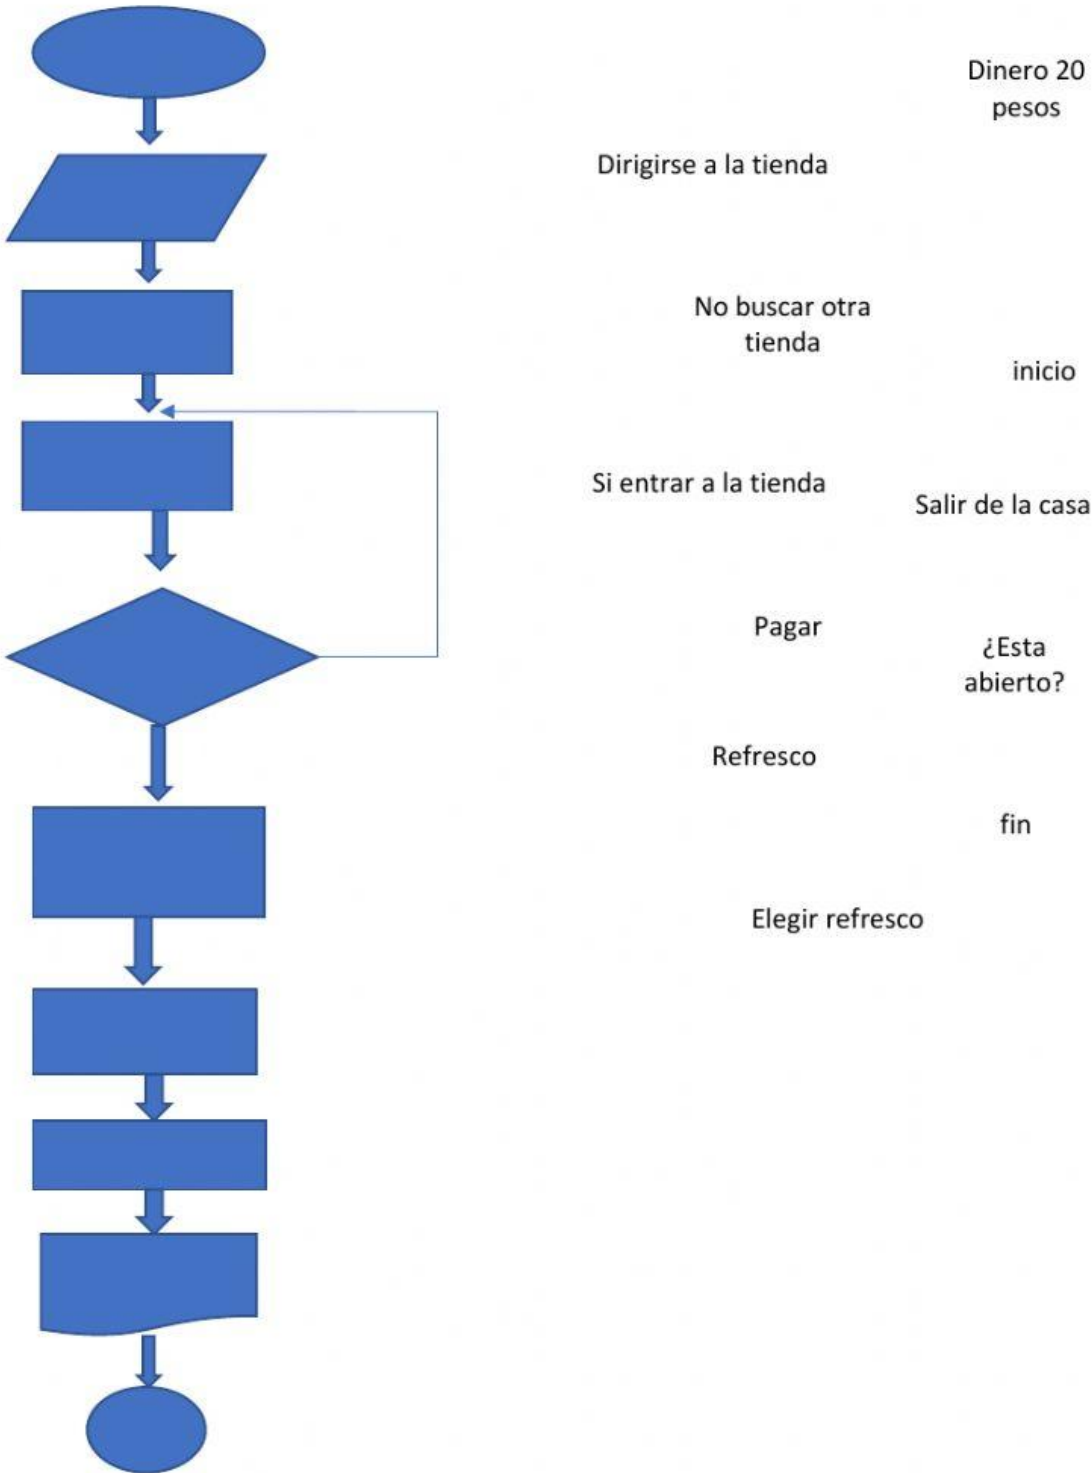 Dinero 20
pesos
Dirigirse a la tienda
No buscar otra
tienda
inicio
Si entrar a la tienda
Salir de la casa
Pagar
¿Esta
abierto?
Refresco
fin
Elegir refresco